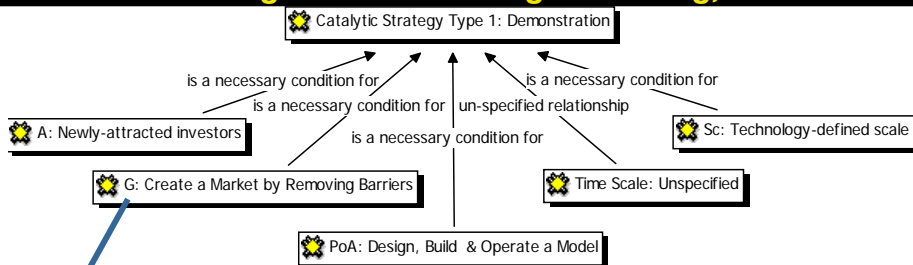 Catalytic Strategy Type 1: Demonstration
is a necessary condition for
is a necessary condition for
is a necessary condition for
un-specified relationship
is a necessary condition for
A: Newly-attracted investors
Sc: Technology-defined scale
G: Create a Market by Removing Barriers
Time Scale: Unspecified
PoA: Design, Build & Operate a Model